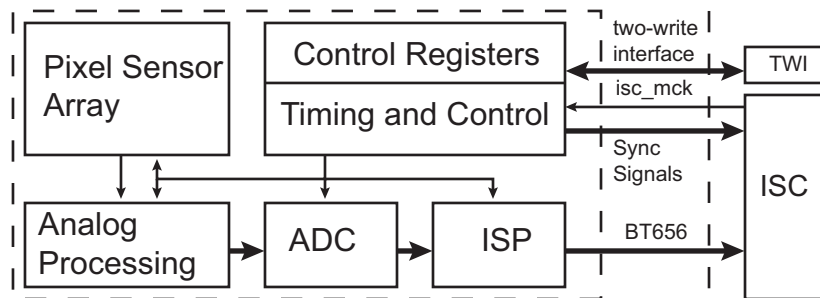 Pixel Sensor
Array
Control Registers
Timing and Control
two-write
interface
TWI
isc_mck
Sync
Signals
ISC
Analog
Processing
ADC
ISP
BT656